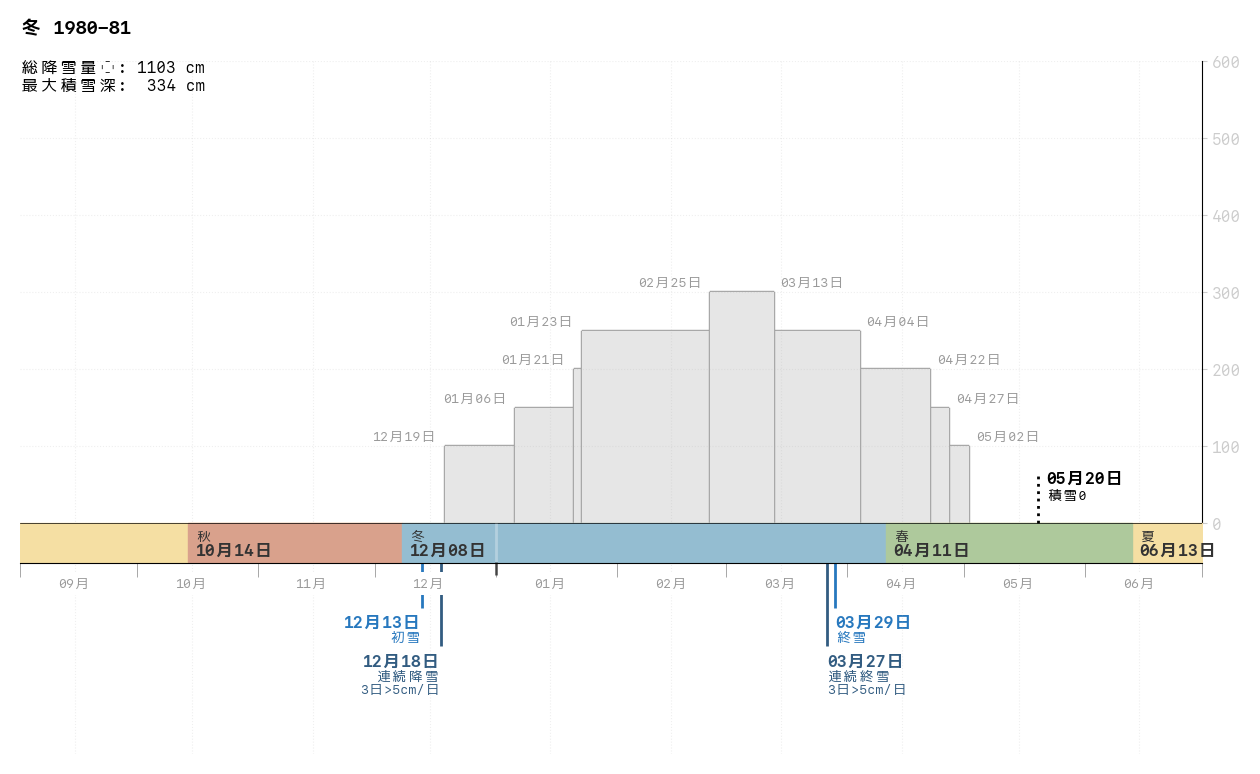 冬 1980–81
総降雪量◌: 1103 cm
最大積雪深: 334 cm
600
500
400
300
200
100
0
02月25日
03月13日
01月23日
04月04日
01月21日
04月22日
01月06日
04月27日
12月19日
05月02日
05月20日
積雪0
秋
10月14日
冬
12月08日
春
04月11日
夏
06月13日
09月
10月
11月
12月
01月
02月
03月
04月
05月
06月
12月13日
初雪
12月18日
連続降雪
3日>5cm/日
03月29日
終雪
03月27日
連続終雪
3日>5cm/日